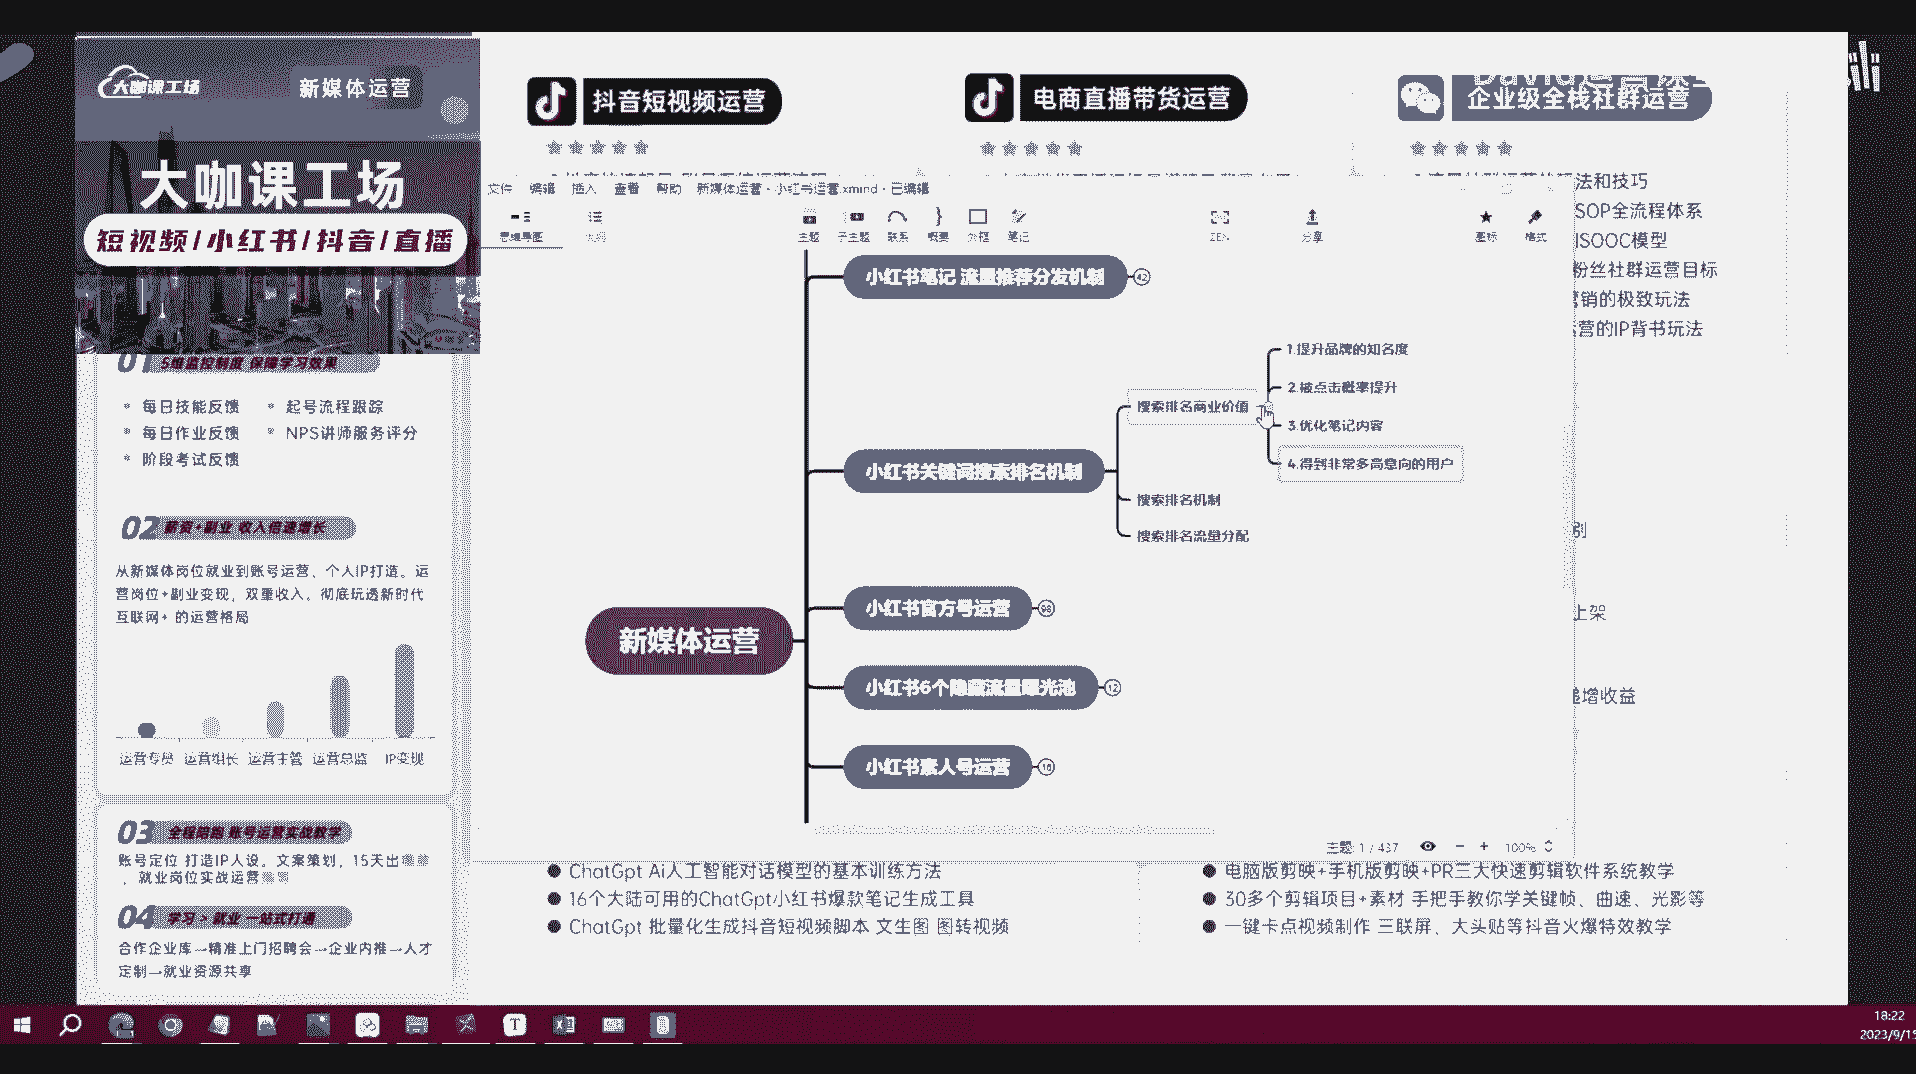 大咖课工场
新媒体运营
大咖课工场
短视频/小红书/抖音/直播
01
5维监控制度 保障学习效果
* 每日技能反馈 * 起号流程跟踪
* 每日作业反馈 * NPS讲师服务评分
* 阶段考试反馈
02 薪资+副业 收入倍速增长
从新媒体岗位就业到账号运营、个人IP打造。运
营岗位+副业变现，双重收入。彻底玩透新时代
互联网+ 的运营格局
运营专员 运营组长 运营主管 运营总监 IP变现
03 全程陪跑 账号运营实战教学
账号定位 打造IP人设。文案策划，15天出
，就业岗位实战运营
04 学习 > 就业 一站式打通
合作企业库→精准上门招聘会→企业内推→人才
定制→就业资源共享
抖音短视频运营
电商直播带货运营
David运营课
企业级全栈社群运营
法和技巧
SOP全流程体系
ISOOC模型
粉丝社群运营目标
营销的极致玩法
运营的IP背书玩法
别
上架
递增收益
文件 编辑 插入 查看 帮助 新媒体运营 - 小红书运营.xmind - 已编辑
思维导图 大纲 主题 子主题 联系 概要 外框 笔记 ZEN 分享 图标 格式
小红书笔记 流量推荐分发机制 42
1.提升品牌的知名度
搜索排名商业价值
2.被点击概率提升
3.优化笔记内容
4.得到非常多高意向的用户
小红书关键词搜索排名机制
搜索排名机制
搜索排名流量分配
新媒体运营
小红书官方号运营 98
小红书6个隐藏流量曝光池 12
小红书素人号运营 16
主题: 1 / 437 100%
ChatGpt Ai人工智能对话模型的基本训练方法
16个大陆可用的ChatGpt小红书爆款笔记生成工具
ChatGpt 批量化生成抖音短视频脚本 文生图 图转视频
电脑版剪映+手机版剪映+PR三大快速剪辑软件系统教学
30多个剪辑项目+素材 手把手教你学关键帧、曲速、光影等
一键卡点视频制作 三联屏、大头贴等抖音火爆特效教学
18:22
2023/9/15